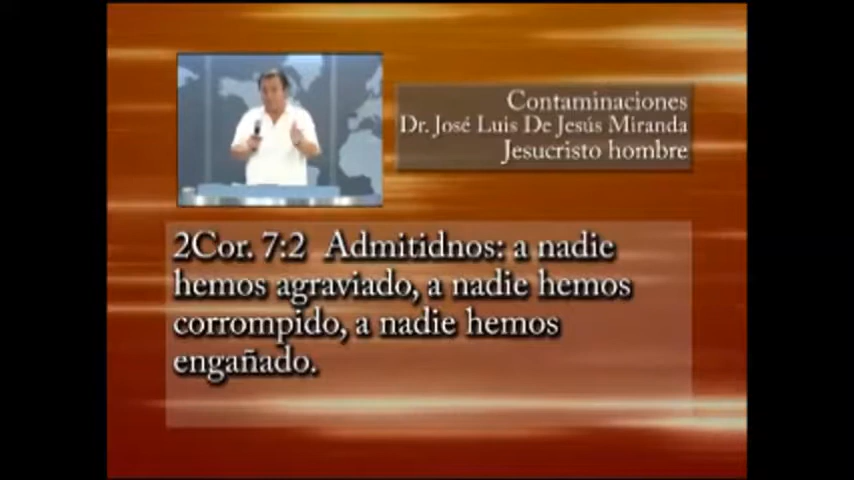 Contaminaciones
Dr. José Luis De Jesús Miranda
Jesucristo hombre
2Cor. 7:2 Admitidnos: a nadie
hemos agraviado, a nadie hemos
corrompido, a nadie hemos
engañado.